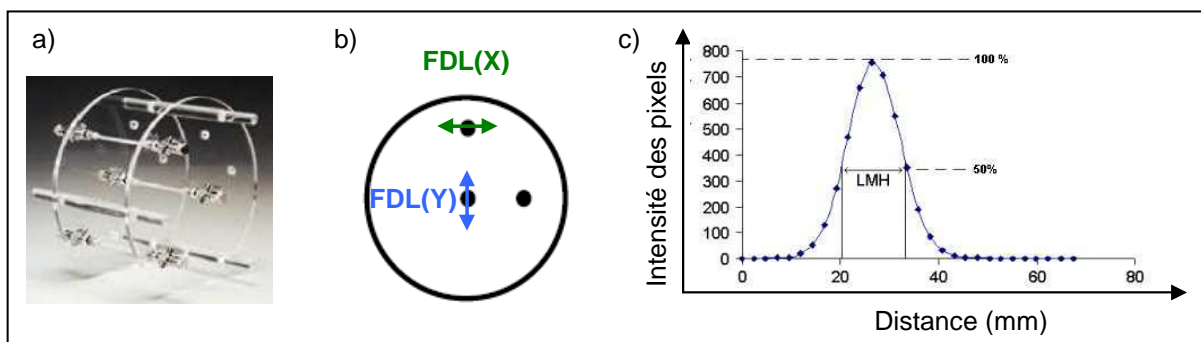 a)
b)
FDL(X)
FDL(Y)
c)
Intensité des pixels
800
700
600
500
400
300
200
100
0
100 %
50%
LMH
0
20
40
60
80
Distance (mm)